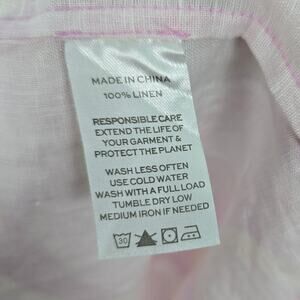 MADE IN CHINA
100% LINEN
RESPONSIBLE CARE
EXTEND THE LIFE OF
YOUR GARMENT &
PROTECT THE PLANET
WASH LESS OFTEN
USE COLD WATER
WASH WITH A FULL LOAD
TUMBLE DRY LOW
MEDIUM IRON IF NEEDED
30